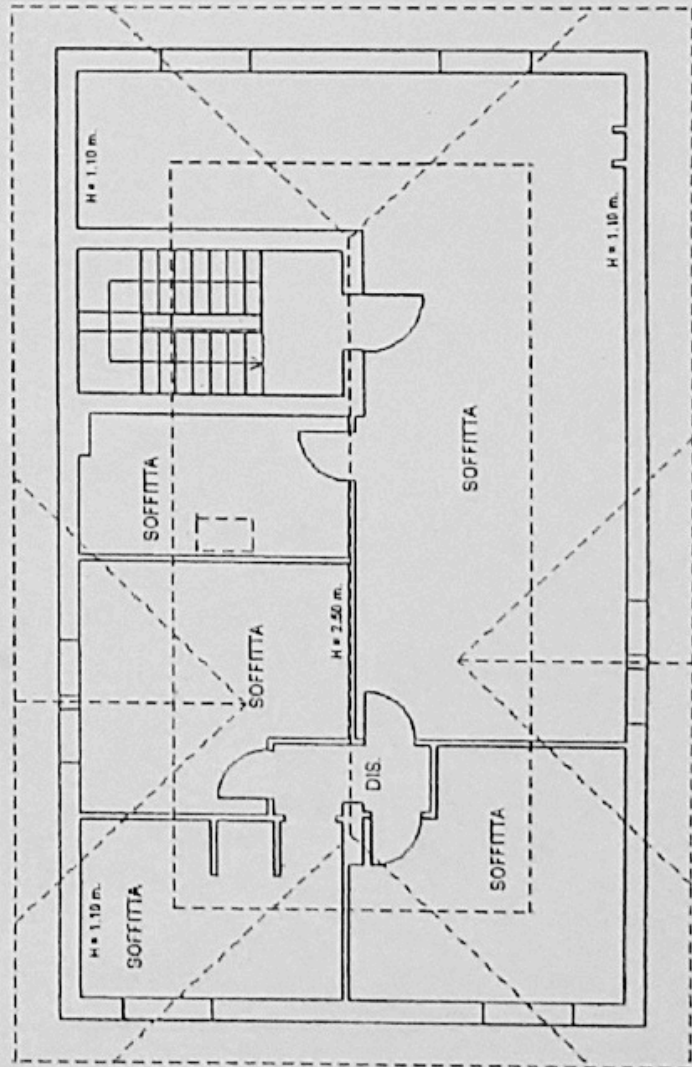 H = 1.10 m.
H = 1.10 m.
SOFFITTA
SOFFITTA
SOFFITTA
H = 2.50 m.
DIS.
SOFFITTA
H = 1.10 m.
SOFFITTA